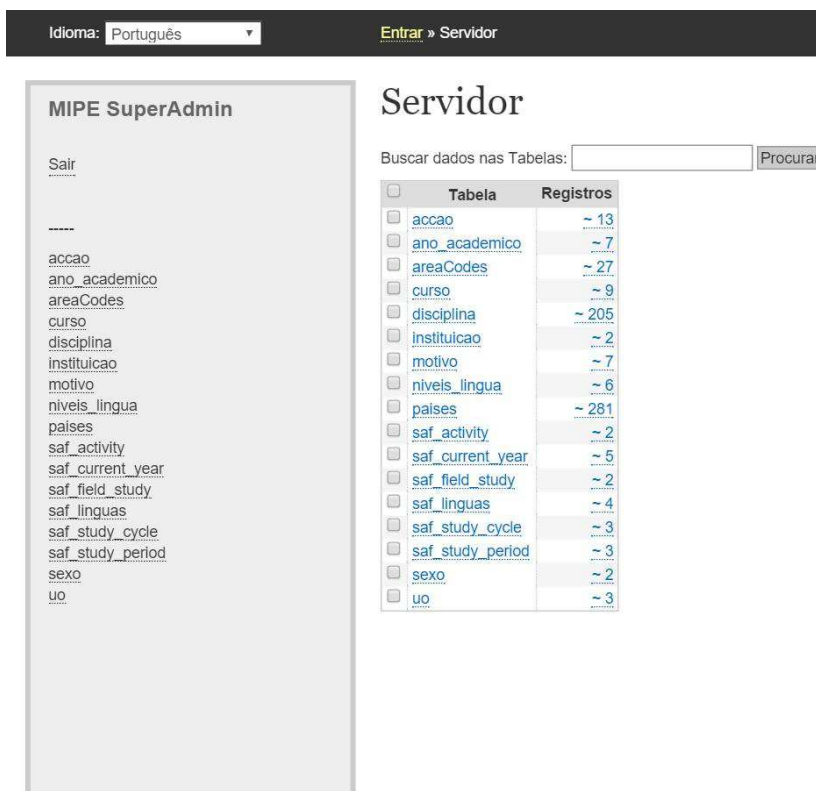 Idioma: Português
Entrar » Servidor
MIPE SuperAdmin
Sair
-----
accao
ano_academico
areaCodes
curso
disciplina
instituicao
motivo
niveis_lingua
paises
saf_activity
saf_current_year
saf_field_study
saf_linguas
saf_study_cycle
saf_study_period
sexo
uo
Servidor
Buscar dados nas Tabelas: Procurar
Tabela Registros
accao ~ 13
ano_academico ~ 7
areaCodes ~ 27
curso ~ 9
disciplina ~ 205
instituicao ~ 2
motivo ~ 7
niveis_lingua ~ 6
paises ~ 281
saf_activity ~ 2
saf_current_year ~ 5
saf_field_study ~ 2
saf_linguas ~ 4
saf_study_cycle ~ 3
saf_study_period ~ 3
sexo ~ 2
uo ~ 3